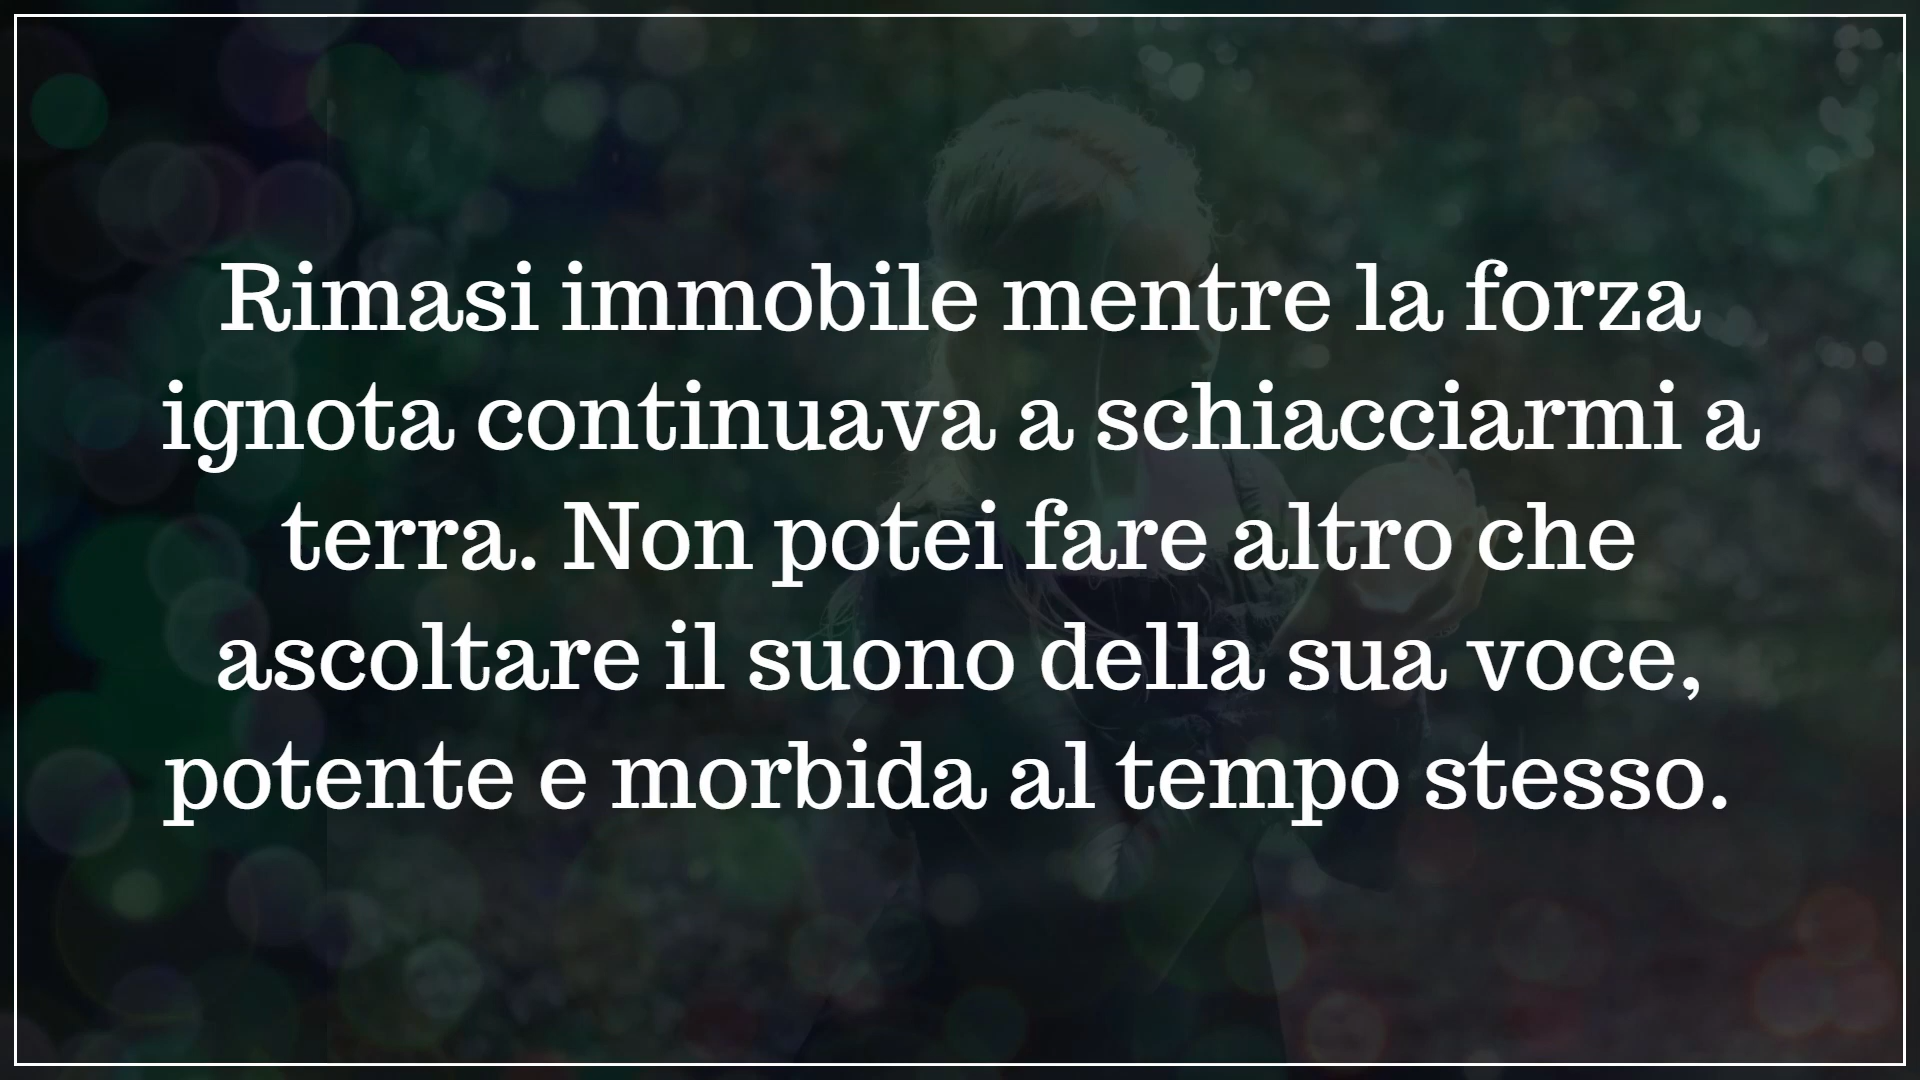 Rimasi immobile mentre la forza
ignota continuava a schiacciarmi a
terra. Non potei fare altro che
ascoltare il suono della sua voce,
potente e morbida al tempo stesso.